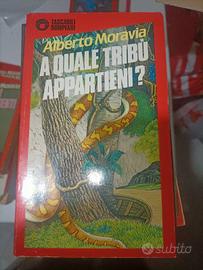 TASCABILI
BOMPIANI
Alberto Moravia
A QUALE TRIBÙ
APPARTIENI?
subito